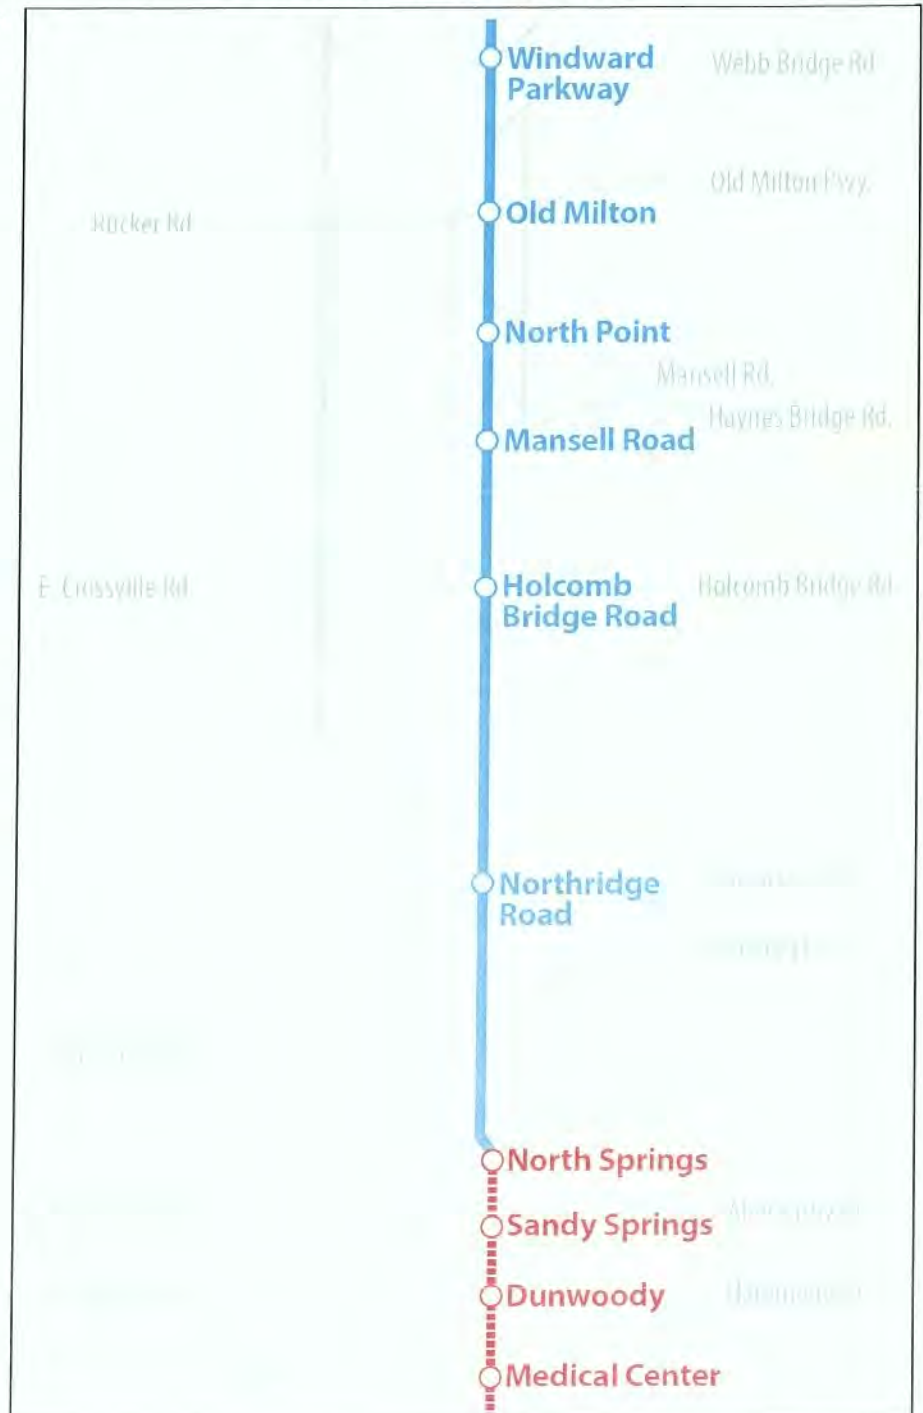 Windward
Parkway
Webb Bridge Rd
Old Milton Pwy.
Old Milton
Rucker Rd
North Point
Mansell Rd.
Haynes Bridge Rd.
Mansell Road
E. Crossville Rd.
Holcomb
Bridge Road
Holcomb Bridge Rd.
Northridge
Road
North Springs
Sandy Springs
Dunwoody
Medical Center